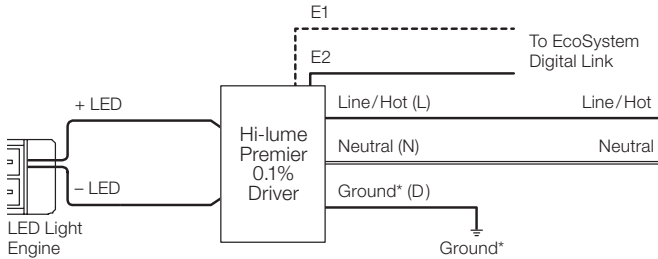 E1
E2
To EcoSystem
Digital Link
+ LED
Line/Hot (L)
Line/Hot
Hi-lume
Premier
0.1%
Driver
Neutral (N)
Neutral
– LED
Ground* (D)
LED Light
Engine
Ground*